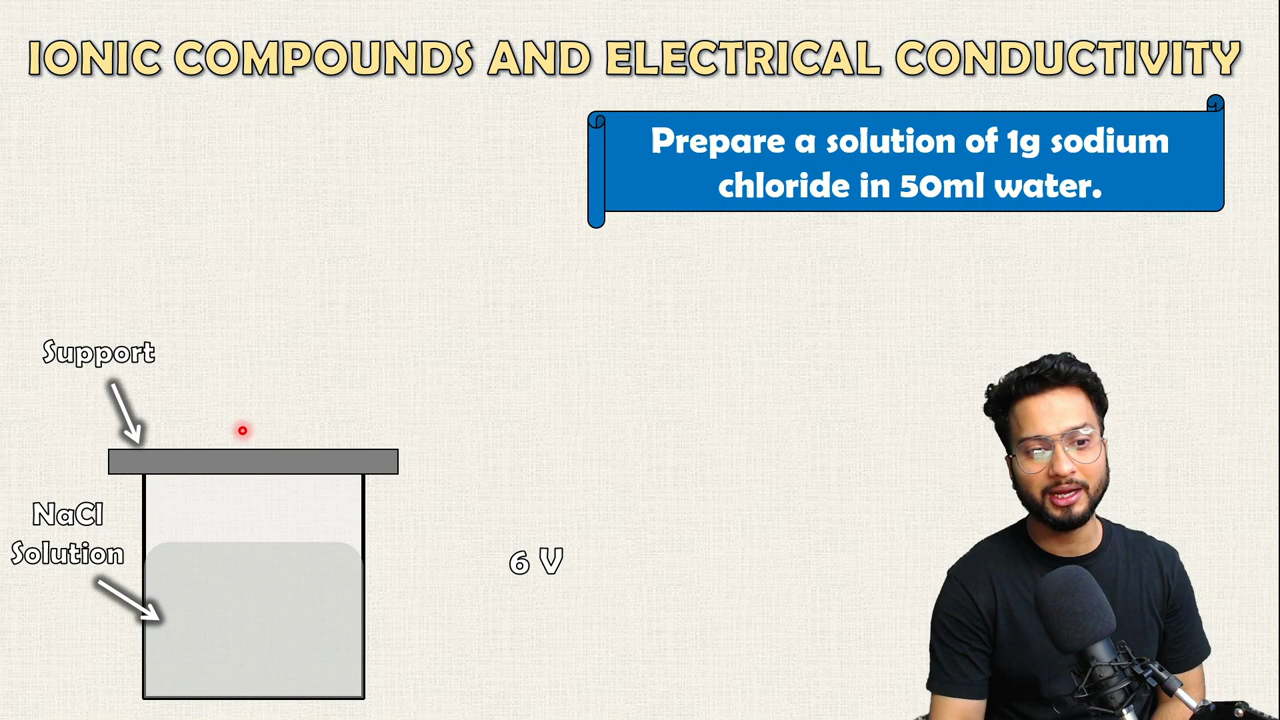 IONIC COMPOUNDS AND ELECTRICAL CONDUCTIVITY
Prepare a solution of 1g sodium
chloride in 50ml water.
Support
NaCl
Solution
6 V